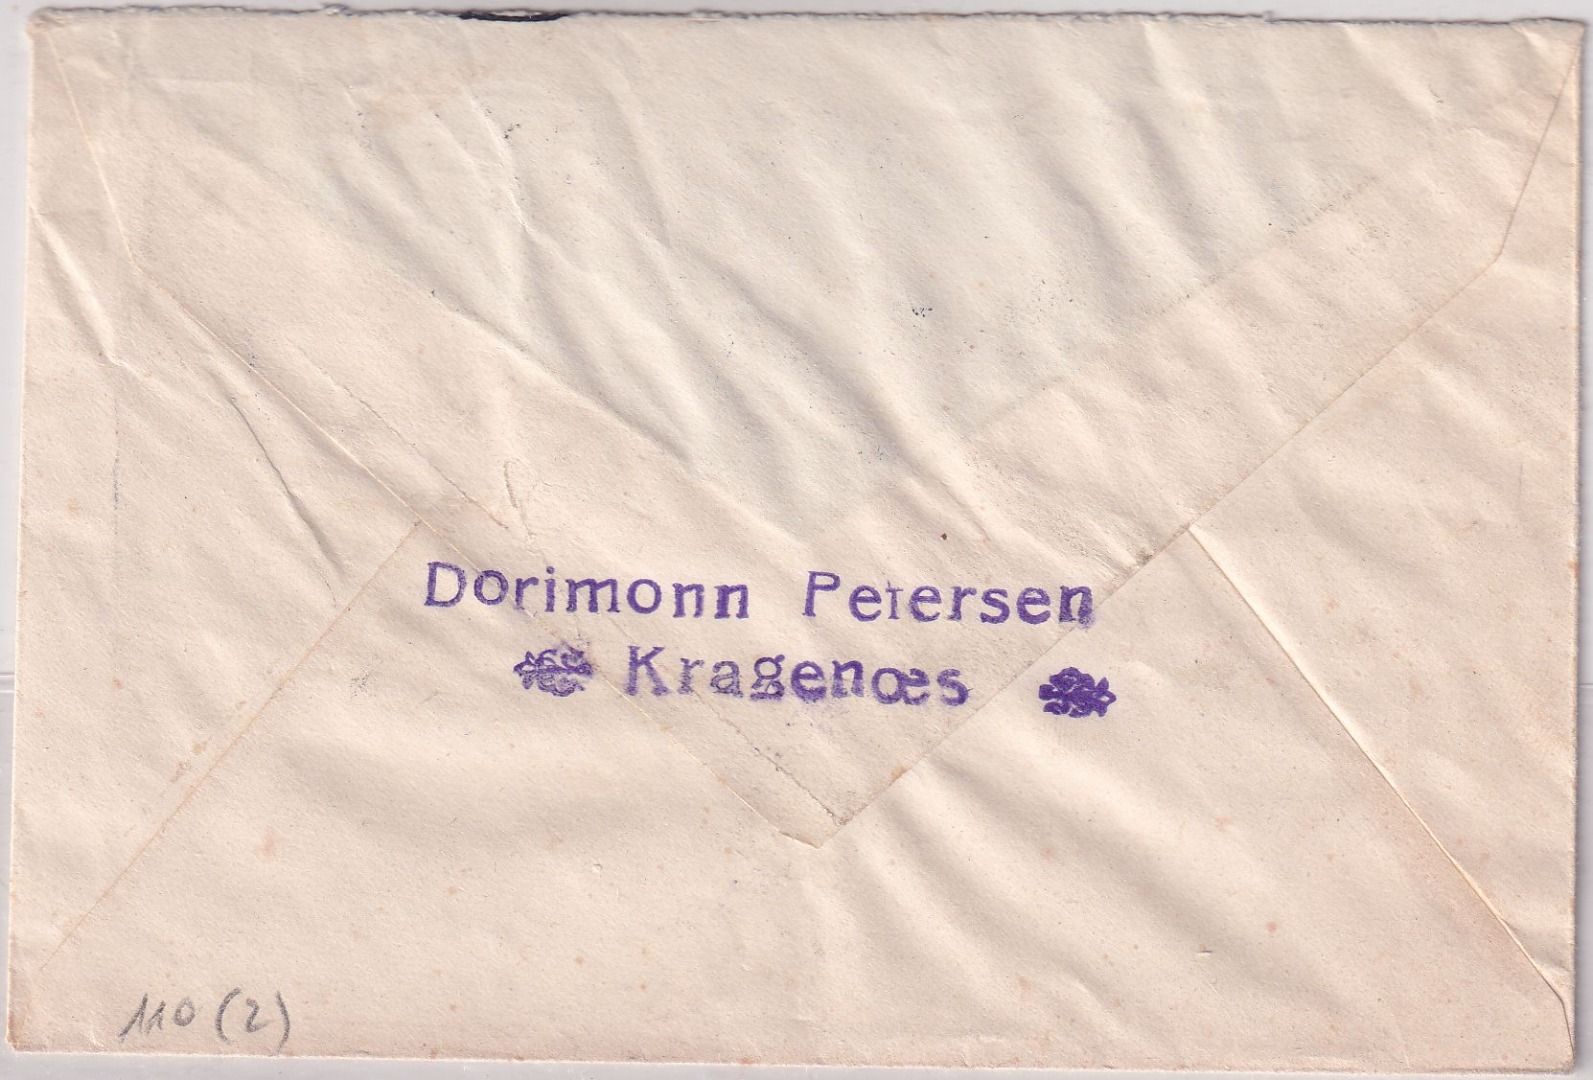 Dorimonn Petersen
Kragenœs
110 (2)